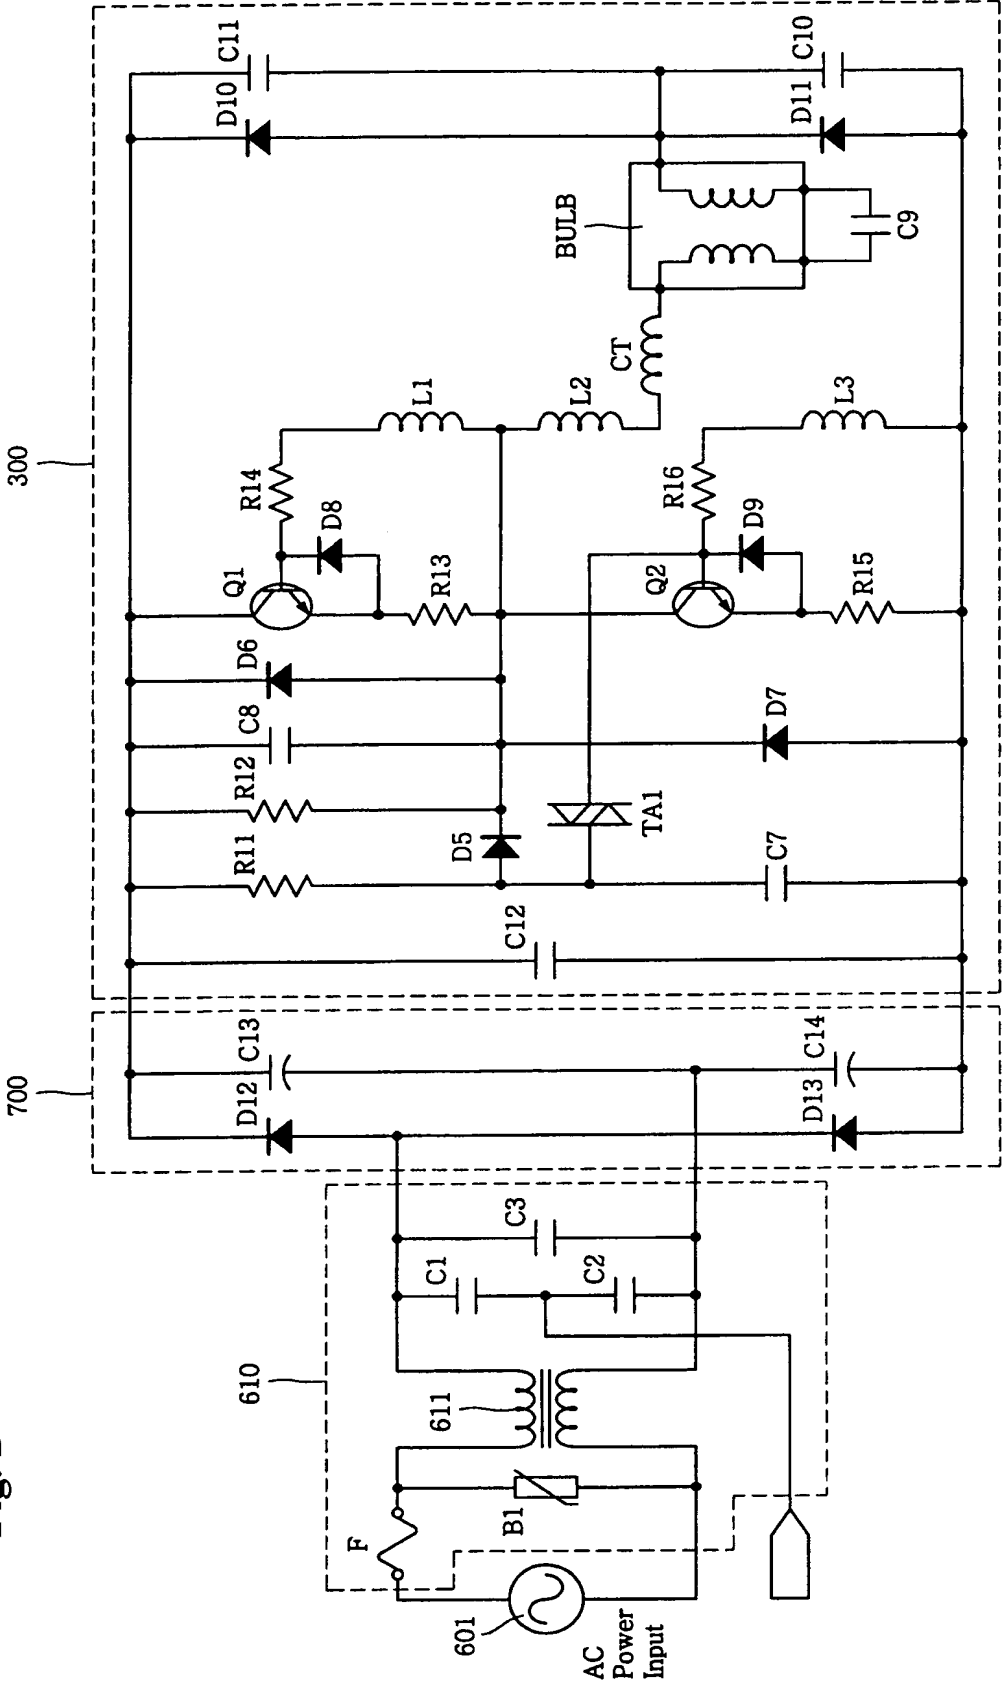 300
700
610
C11
D10
C10
D11
BULB
C9
CT
L1
L2
L3
R14
D8
Q1
R13
R16
D9
Q2
R15
D6
C8
R12
R11
D5
TA1
D7
C7
C12
C13
D12
C14
D13
C3
C1
C2
611
F
B1
601
AC
Power
Input